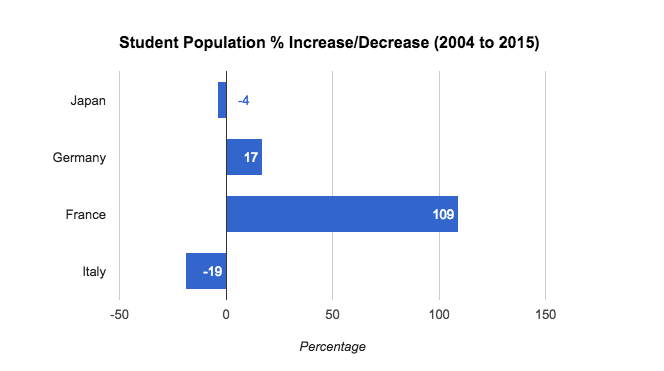 Student Population % Increase/Decrease (2004 to 2015)
Japan -4
Germany 17
France 109
Italy -19
-50 0 50 100 150
Percentage